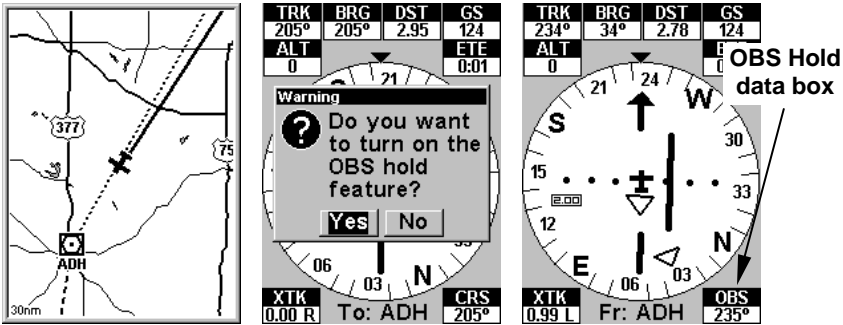 377
75
ADH
30nm
TRK BRG DST GS
205° 205° 2.95 124
ALT ETE
0 0:01
21
Warning
Do you want
to turn on the
OBS hold
feature?
Yes No
06 03 N
XTK CRS
0.00 R To: ADH 205°
TRK BRG DST GS
234° 34° 2.78 124
ALT
0
OBS Hold
data box
21 24 W
S 30
15 33
2.00
12 N
E 06 03
XTK OBS
0.99 L Fr: ADH 235°